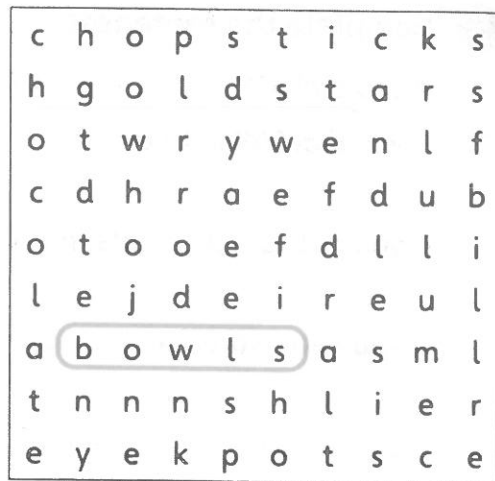 c h o p s t i c k s
h g o l d s t a r s
o t w r y w e n l f
c d h r a e f d u b
o t o o e f d l l i
l e j d e i r e u l
a b o w l s a s m l
t n n n s h l i e r
e y e k p o t s c e